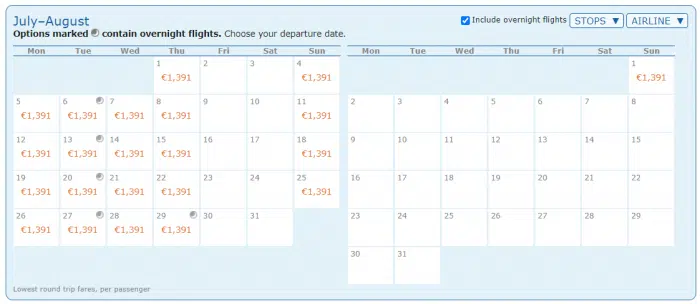 July–August
Include overnight flights STOPS ▼ AIRLINE ▼
Options marked contain overnight flights. Choose your departure date.
Mon Tue Wed Thu Fri Sat Sun
1 2 3 4
€1,391 €1,391
5 6 7 8 9 10 11
€1,391 €1,391 €1,391 €1,391 €1,391
12 13 14 15 16 17 18
€1,391 €1,391 €1,391 €1,391 €1,391
19 20 21 22 23 24 25
€1,391 €1,391 €1,391 €1,391 €1,391
26 27 28 29 30 31
€1,391 €1,391 €1,391 €1,391
Mon Tue Wed Thu Fri Sat Sun
1
€1,391
2 3 4 5 6 7 8
9 10 11 12 13 14 15
16 17 18 19 20 21 22
23 24 25 26 27 28 29
30 31
Lowest round trip fares, per passenger